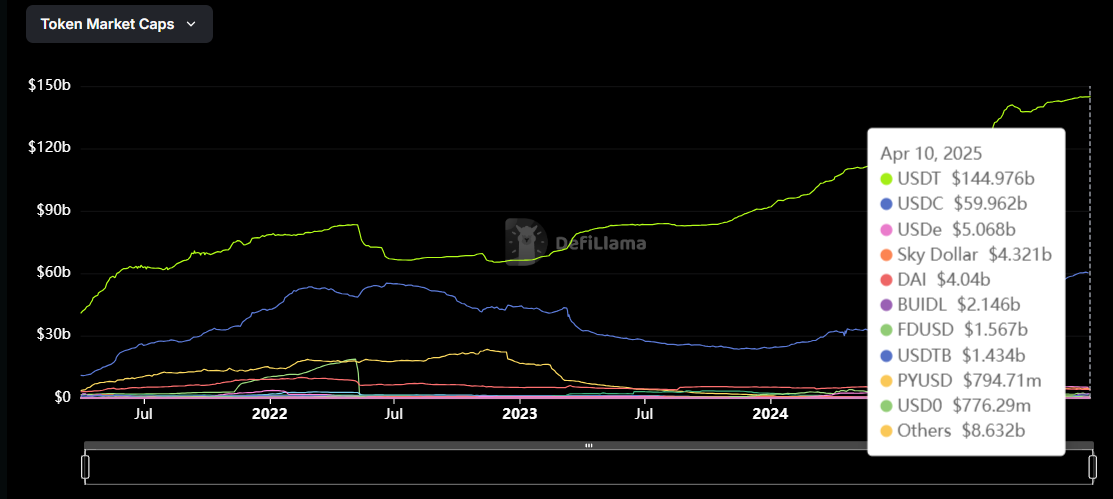 Token Market Caps
$150b
$120b
$90b
$60b
$30b
$0
DefiLlama
Apr 10, 2025
USDT $144.976b
USDC $59.962b
USDe $5.068b
Sky Dollar $4.321b
DAI $4.04b
BUIDL $2.146b
FDUSD $1.567b
USDTB $1.434b
PYUSD $794.71m
USD0 $776.29m
Others $8.632b
Jul 2022 Jul 2023 Jul 2024